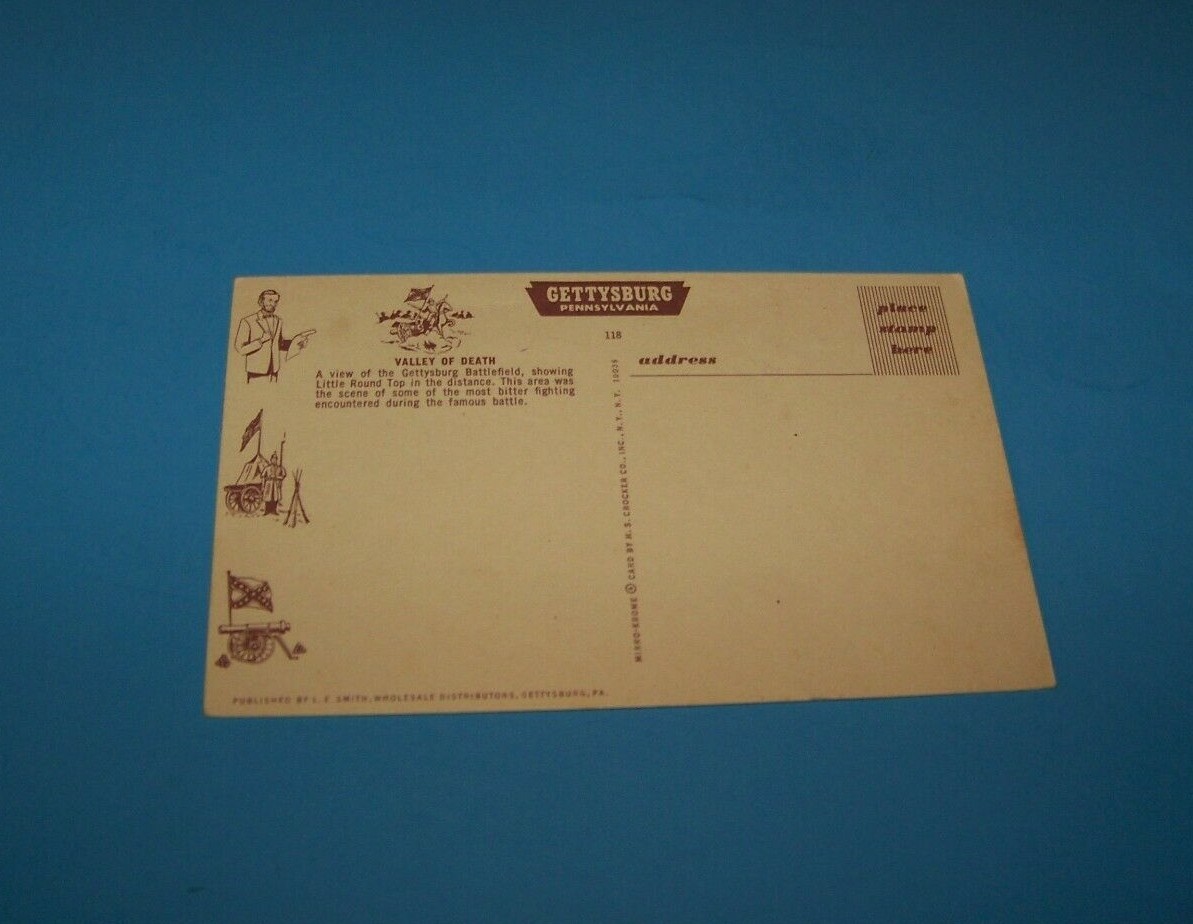 GETTYSBURG
PENNSYLVANIA
118
VALLEY OF DEATH
A view of the Gettysburg Battlefield, showing
Little Round Top in the distance. This area was
the scene of some of the most bitter fighting
encountered during the famous battle.
place
stamp
here
address
MIRRO-KROME ® CARD BY H. S. CROCKER CO., INC., N.Y., N.Y. 10035
PUBLISHED BY L. E. SMITH, WHOLESALE DISTRIBUTORS, GETTYSBURG, PA.